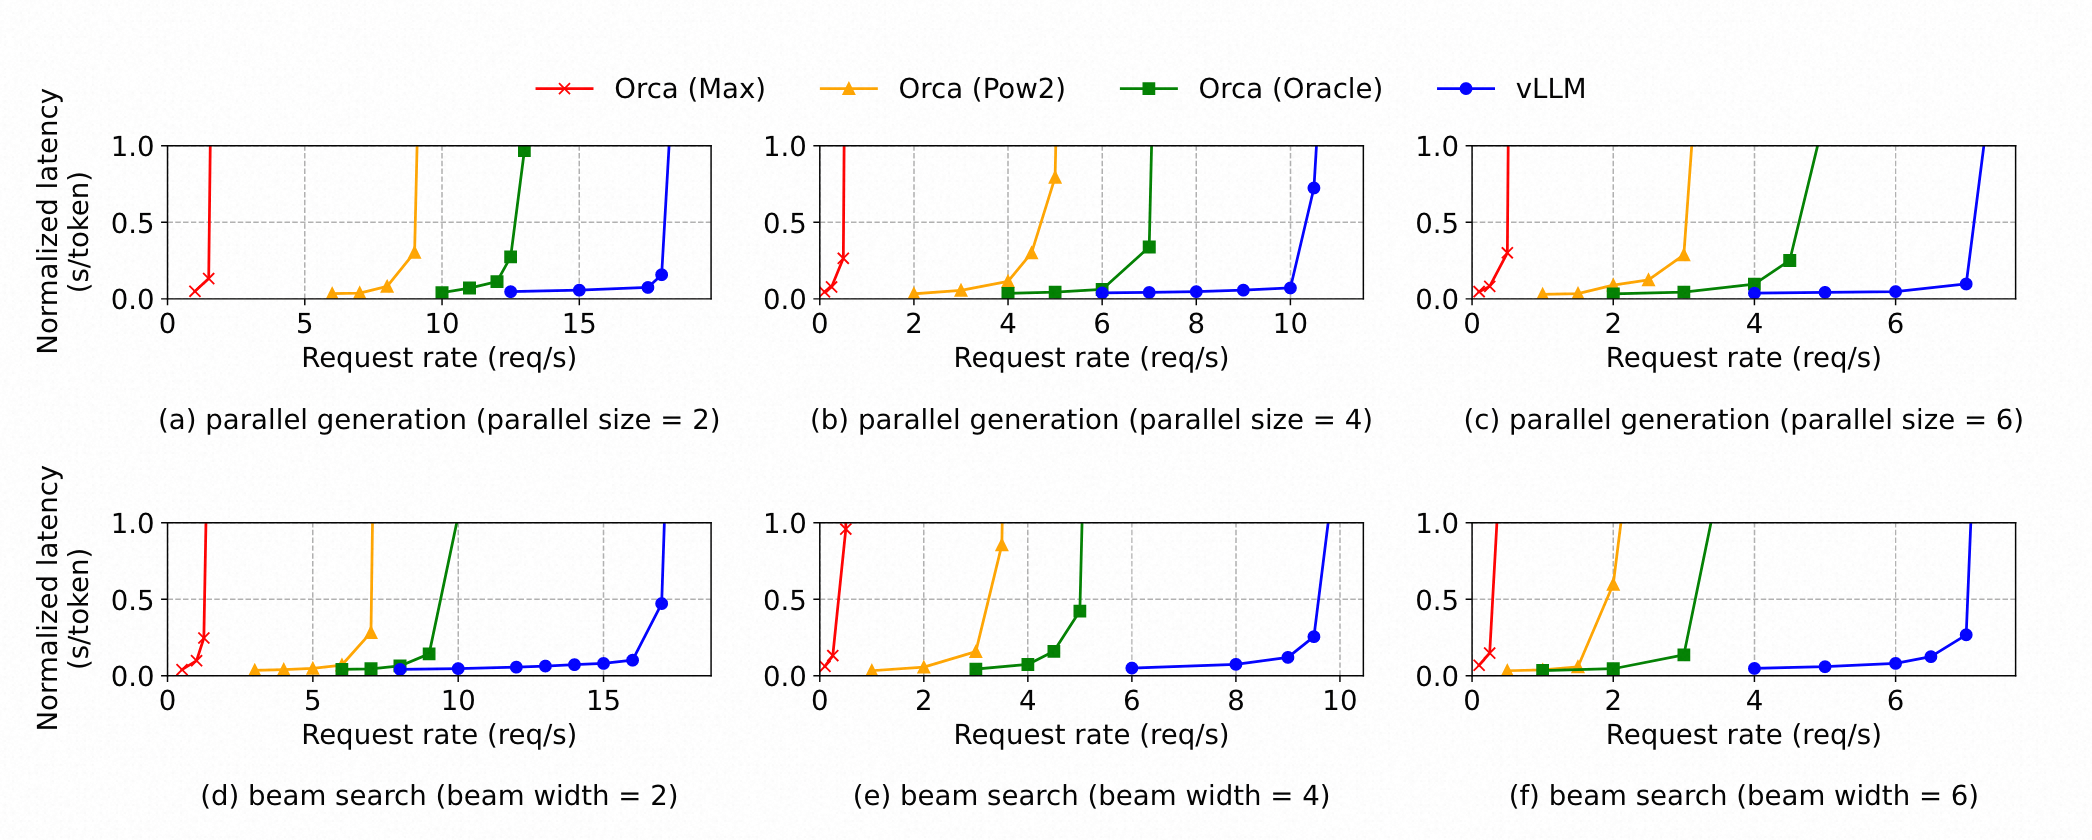 Orca (Max) Orca (Pow2) Orca (Oracle) vLLM
Normalized latency
(s/token)
1.0
0.5
0.0
0 5 10 15
Request rate (req/s)
(a) parallel generation (parallel size = 2)
1.0
0.5
0.0
0 2 4 6 8 10
Request rate (req/s)
(b) parallel generation (parallel size = 4)
1.0
0.5
0.0
0 2 4 6
Request rate (req/s)
(c) parallel generation (parallel size = 6)
Normalized latency
(s/token)
1.0
0.5
0.0
0 5 10 15
Request rate (req/s)
(d) beam search (beam width = 2)
1.0
0.5
0.0
0 2 4 6 8 10
Request rate (req/s)
(e) beam search (beam width = 4)
1.0
0.5
0.0
0 2 4 6
Request rate (req/s)
(f) beam search (beam width = 6)